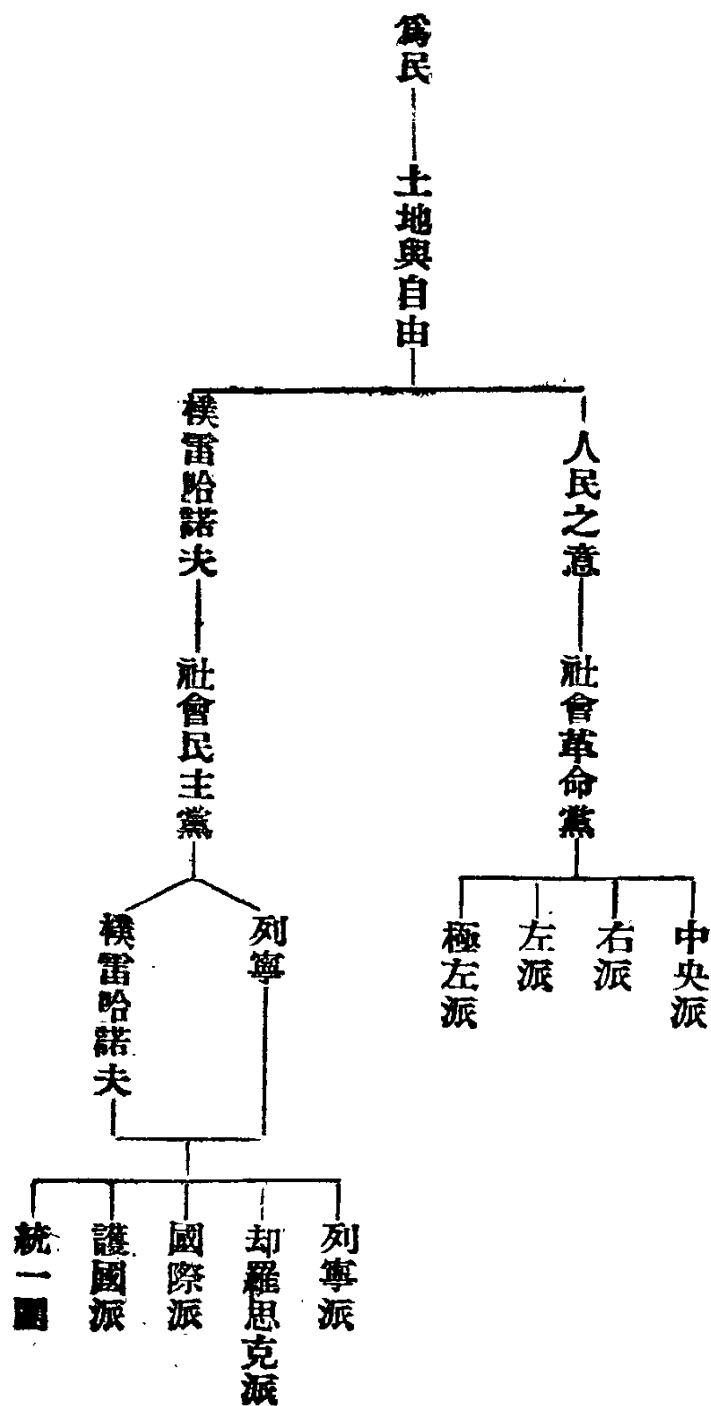 爲民
土地與自由
人民之意
社會革命黨
中央派
右派
左派
極左派
樸雷哈諾夫
社會民主黨
列寧
樸雷哈諾夫
列寧派
却羅思克派
國際派
護國派
統一團